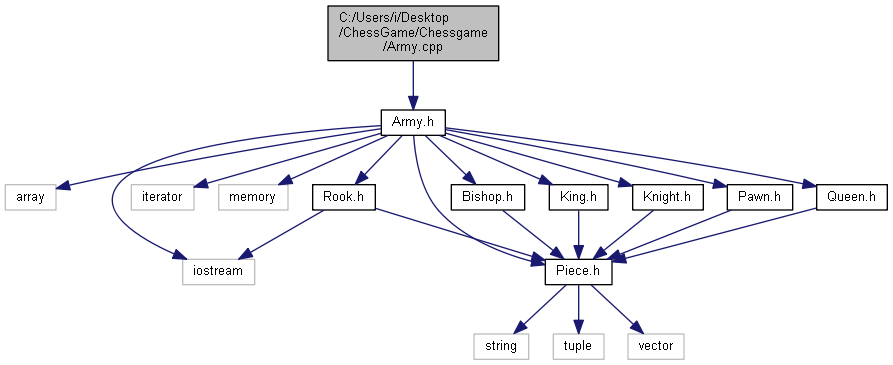 C:/Users/i/Desktop
/ChessGame/Chessgame
/Army.cpp
Army.h
array
iterator
memory
Rook.h
Bishop.h
King.h
Knight.h
Pawn.h
Queen.h
iostream
Piece.h
string
tuple
vector